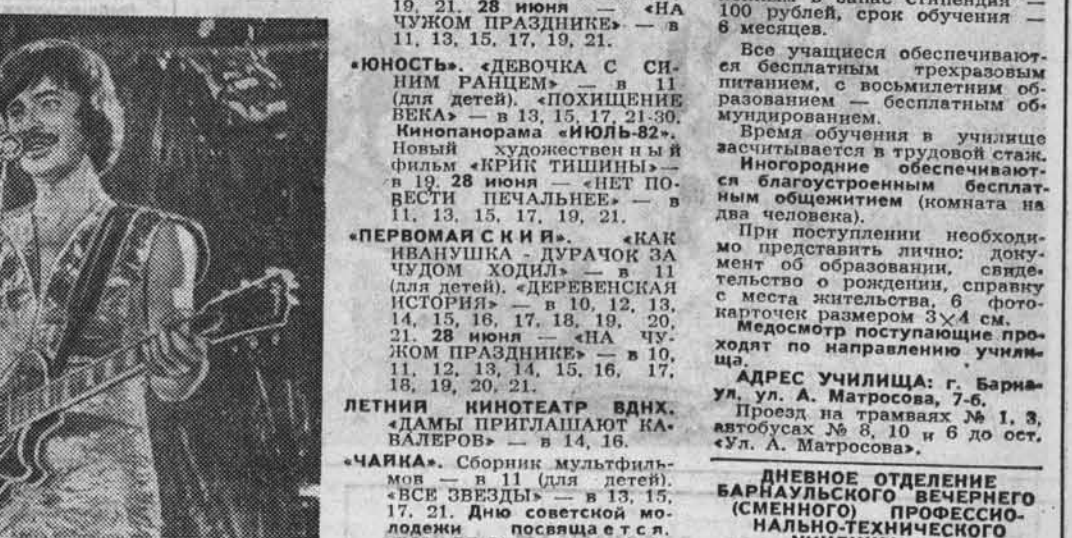 19, 21. 28 июня — «НА
ЧУЖОМ ПРАЗДНИКЕ» — в
11, 13, 15, 17, 19, 21.
«ЮНОСТЬ». «ДЕВОЧКА С СИ-
НИМ РАНЦЕМ» — в 11
(для детей). «ПОХИЩЕНИЕ
ВЕКА» — в 13, 15, 17, 21-30.
Кинопанорама «ИЮЛЬ-82».
Новый художественный
фильм «КРИК ТИШИНЫ» —
в 19. 28 июня — «НЕТ ПО-
ВЕСТИ ПЕЧАЛЬНЕЕ» — в
11, 13, 15, 17, 19, 21.
«ПЕРВОМАЙСКИЙ». «КАК
ИВАНУШКА - ДУРАЧОК ЗА
ЧУДОМ ХОДИЛ» — в 11
(для детей). «ДЕРЕВЕНСКАЯ
ИСТОРИЯ» — в 10, 12, 13,
14, 15, 16, 17, 18, 19, 20,
21. 28 июня — «НА ЧУ-
ЖОМ ПРАЗДНИКЕ» — в 10,
11, 12, 13, 14, 15, 16, 17,
18, 19, 20, 21.
ЛЕТНИЙ КИНОТЕАТР ВДНХ.
«ДАМЫ ПРИГЛАШАЮТ КА-
ВАЛЕРОВ» — в 14, 16.
«ЧАЙКА». Сборник мультфиль-
мов — в 11 (для детей).
«ВСЕ ЗВЕЗДЫ» — в 13, 15,
17, 21. Дню советской мо-
лодежи посвящается.
в запас стипендия —
100 рублей, срок обучения —
6 месяцев.
Все учащиеся обеспечивают-
ся бесплатным трехразовым
питанием, с восьмилетним об-
разованием — бесплатным об-
мундированием.
Время обучения в училище
засчитывается в трудовой стаж.
Иногородние обеспечивают-
ся благоустроенным бесплат-
ным общежитием (комната на
два человека).
При поступлении необходи-
мо представить лично: доку-
мент об образовании, свиде-
тельство о рождении, справку
с места жительства, 6 фото-
карточек размером 3×4 см.
Медосмотр поступающие про-
ходят по направлению учили-
ща.
АДРЕС УЧИЛИЩА: г. Барна-
ул, ул. А. Матросова, 7-б.
Проезд на трамваях № 1, 3,
автобусах № 8, 10 и 6 до ост.
«Ул. А. Матросова».
ДНЕВНОЕ ОТДЕЛЕНИЕ
БАРНАУЛЬСКОГО ВЕЧЕРНЕГО
(СМЕННОГО) ПРОФЕССИО-
НАЛЬНО-ТЕХНИЧЕСКОГО